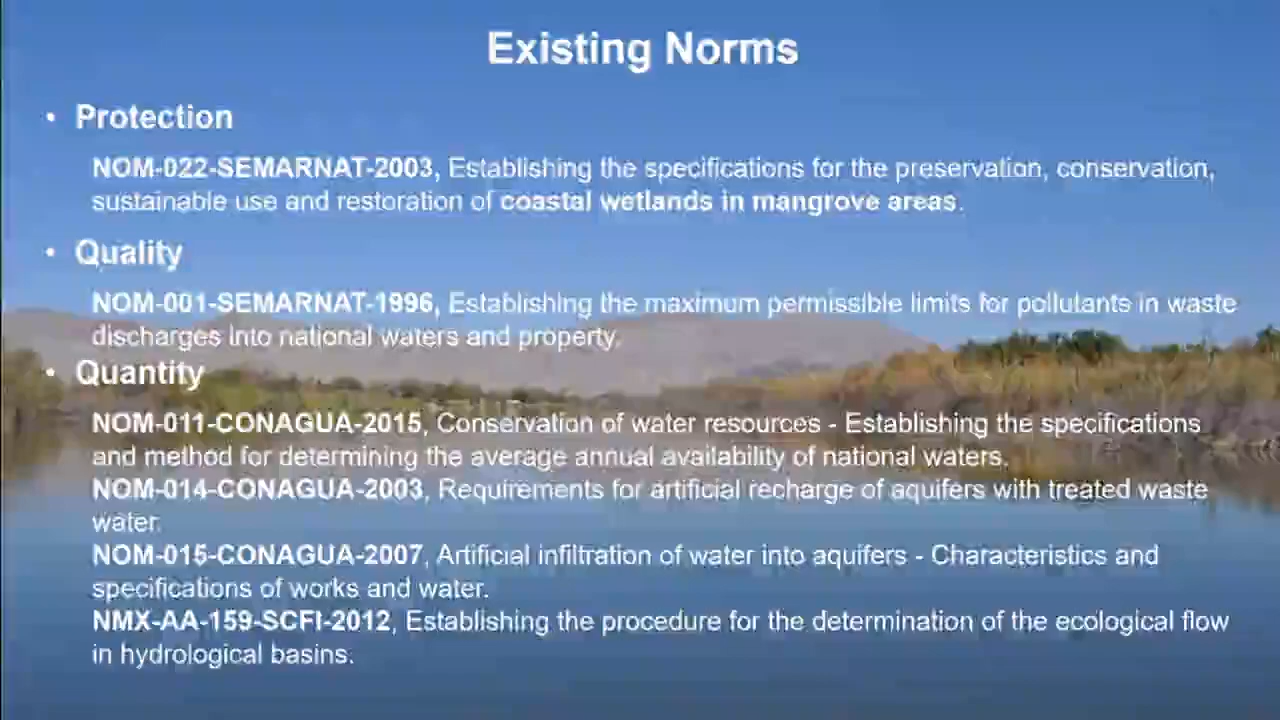 Existing Norms
• Protection
NOM-022-SEMARNAT-2003, Establishing the specifications for the preservation, conservation,
sustainable use and restoration of coastal wetlands in mangrove areas.
• Quality
NOM-001-SEMARNAT-1996, Establishing the maximum permissible limits for pollutants in waste
discharges into national waters and property.
• Quantity
NOM-011-CONAGUA-2015, Conservation of water resources - Establishing the specifications
and method for determining the average annual availability of national waters.
NOM-014-CONAGUA-2003, Requirements for artificial recharge of aquifers with treated waste
water.
NOM-015-CONAGUA-2007, Artificial infiltration of water into aquifers - Characteristics and
specifications of works and water.
NMX-AA-159-SCFI-2012, Establishing the procedure for the determination of the ecological flow
in hydrological basins.